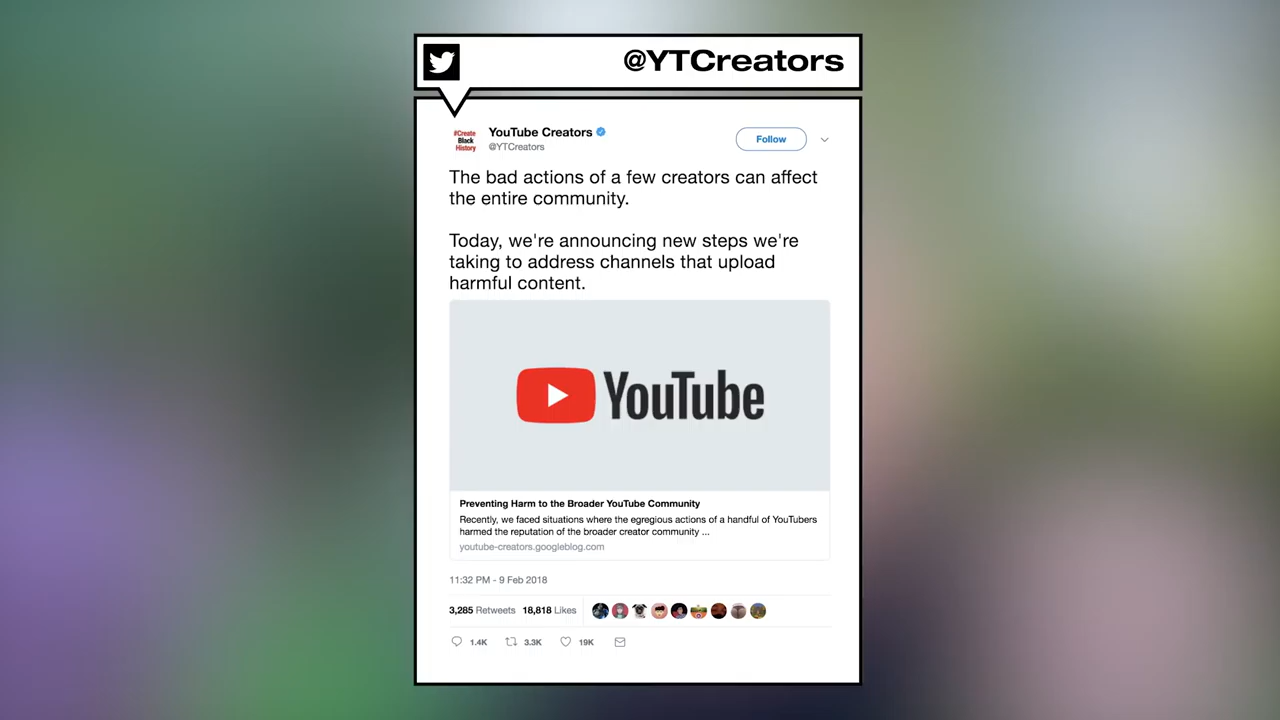 @YTCreators
#Create
Black
History
YouTube Creators
@YTCreators
Follow
The bad actions of a few creators can affect
the entire community.
Today, we're announcing new steps we're
taking to address channels that upload
harmful content.
YouTube
Preventing Harm to the Broader YouTube Community
Recently, we faced situations where the egregious actions of a handful of YouTubers
harmed the reputation of the broader creator community ...
youtube-creators.googleblog.com
11:32 PM - 9 Feb 2018
3,285 Retweets 18,818 Likes
1.4K 3.3K 19K